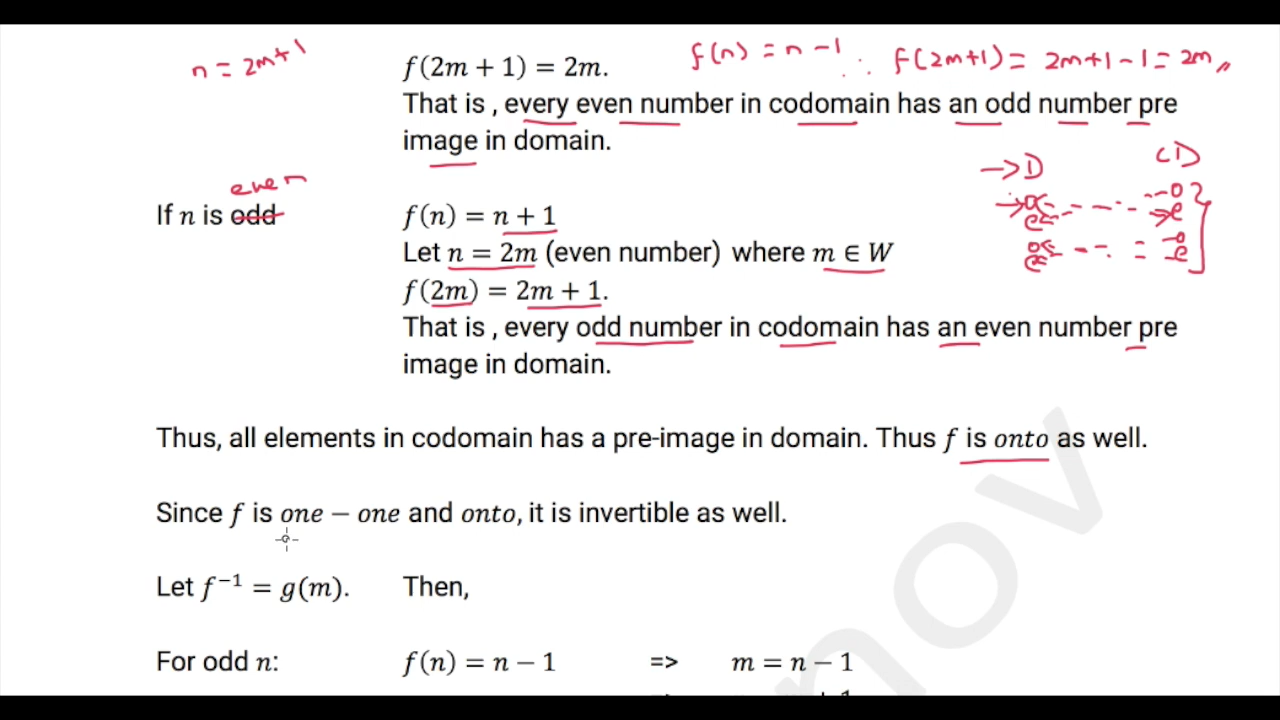 n = 2m+1
f(2m + 1) = 2m.
f(n) = n -1 ∴ f(2m+1) = 2m+1-1 = 2m
That is , every even number in codomain has an odd number pre
image in domain.
→D
CD
even
If n is odd
f(n) = n + 1
Let n = 2m (even number) where m ∈ W
f(2m) = 2m + 1.
That is , every odd number in codomain has an even number pre
image in domain.
Thus, all elements in codomain has a pre-image in domain. Thus f is onto as well.
Since f is one – one and onto, it is invertible as well.
Let f⁻¹ = g(m). Then,
For odd n: f(n) = n – 1 => m = n – 1
nov